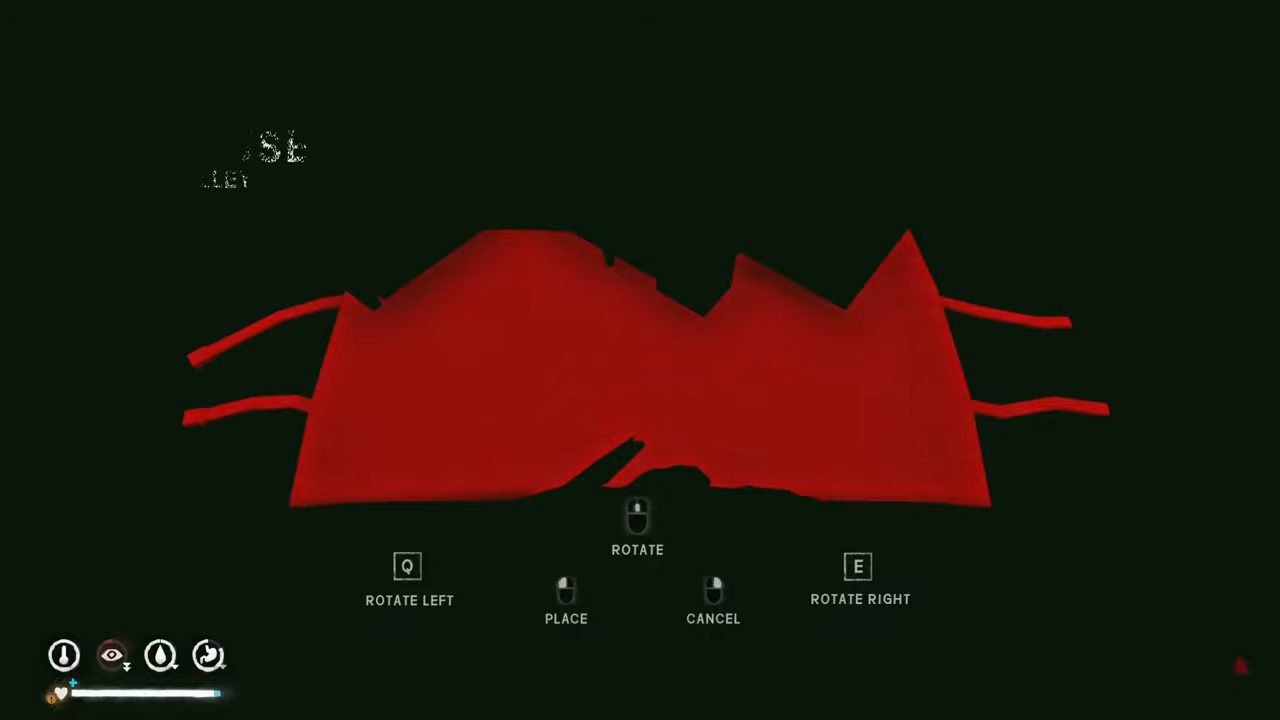 ROTATE
Q
E
ROTATE LEFT
PLACE
CANCEL
ROTATE RIGHT